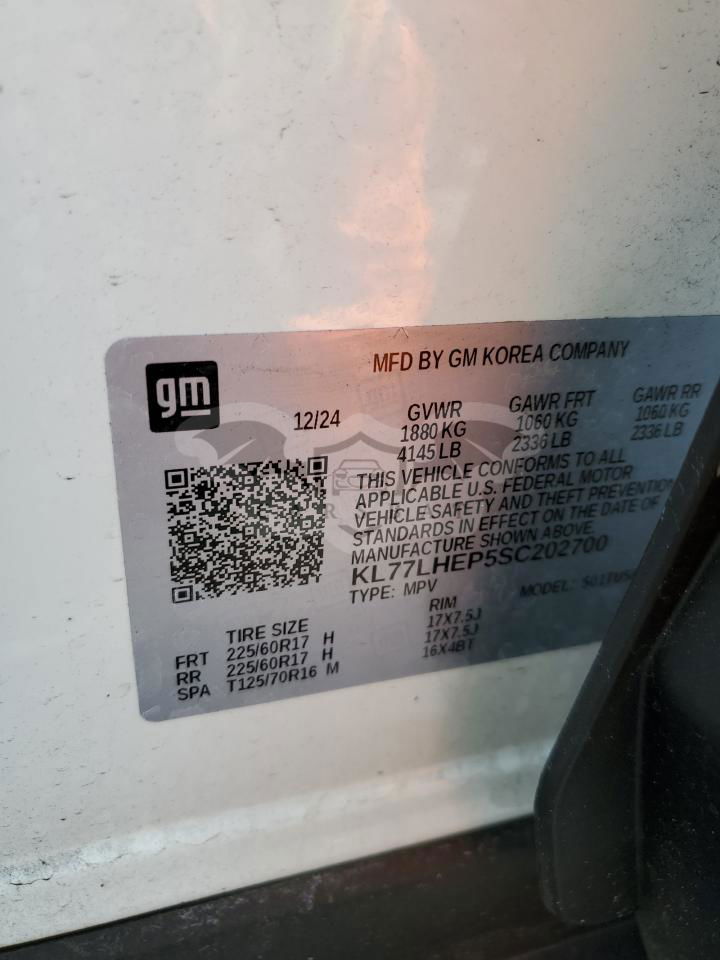 gm
MFD BY GM KOREA COMPANY
12/24
GVWR GAWR FRT GAWR RR
1880 KG 1060 KG 1060 KG
4145 LB 2336 LB 2336 LB
THIS VEHICLE CONFORMS TO ALL
APPLICABLE U.S. FEDERAL MOTOR
VEHICLE SAFETY AND THEFT PREVENTION
STANDARDS IN EFFECT ON THE DATE OF
MANUFACTURE SHOWN ABOVE.
KL77LHEP5SC202700
TYPE: MPV MODEL:
TIRE SIZE RIM
FRT 225/60R17 H 17X7.5J
RR 225/60R17 H 17X7.5J
SPA T125/70R16 M 16X4BT